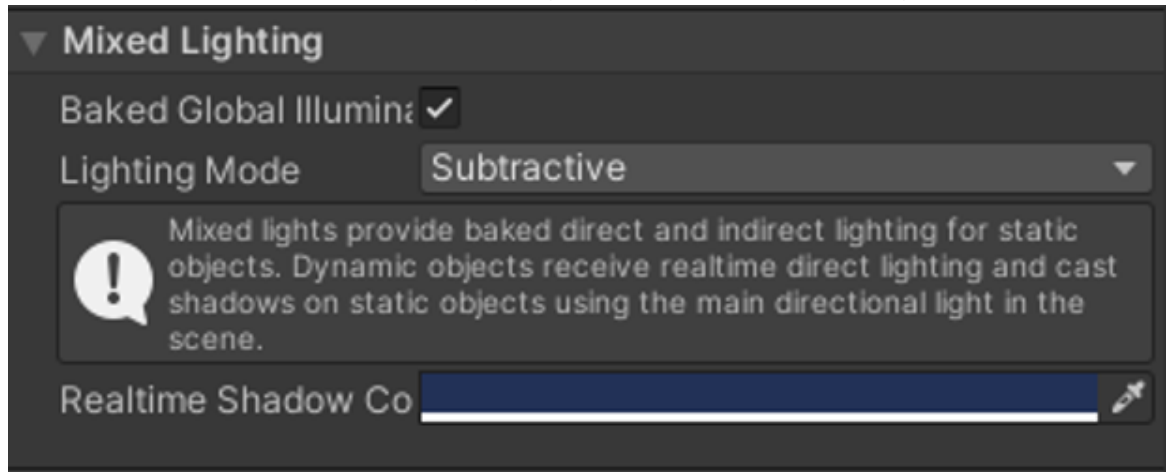 Mixed Lighting
Baked Global Illumina
Lighting Mode
Subtractive
Mixed lights provide baked direct and indirect lighting for static
objects. Dynamic objects receive realtime direct lighting and cast
shadows on static objects using the main directional light in the
scene.
Realtime Shadow Co